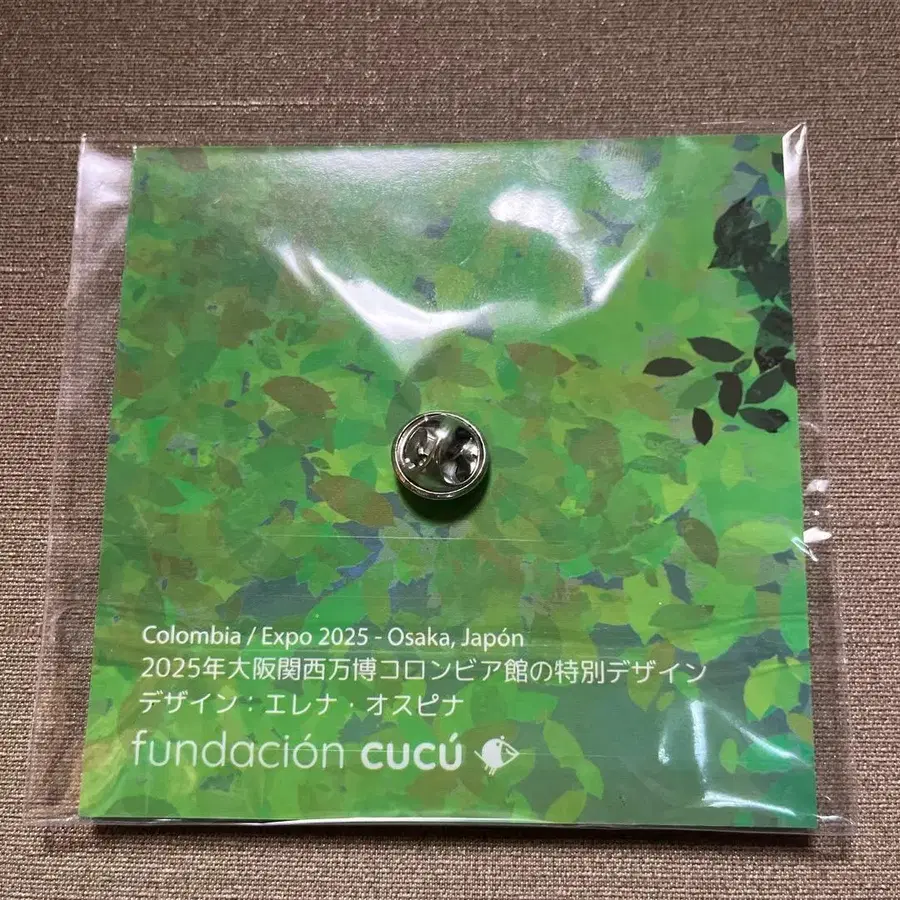 Colombia / Expo 2025 - Osaka, Japón
2025年大阪関西万博コロンビア館の特別デザイン
デザイン：エレナ・オスピナ
fundación cucú